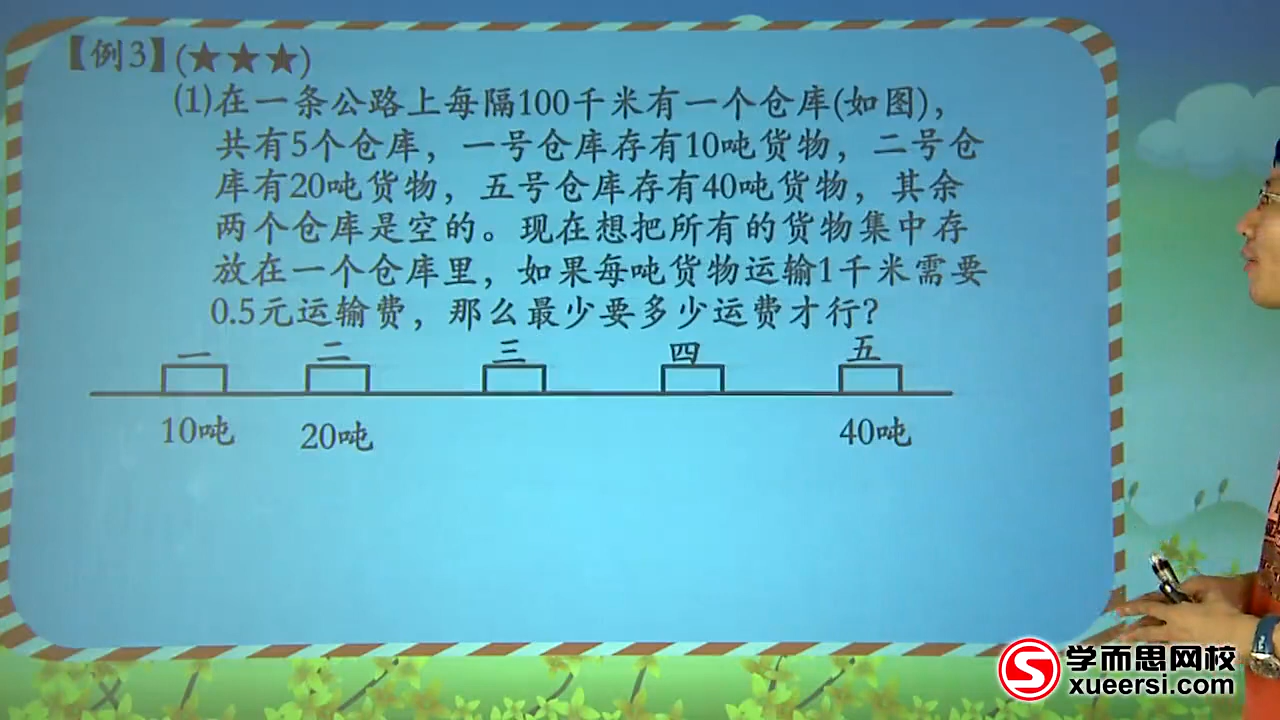 【例3】(★★★)
(1)在一条公路上每隔100千米有一个仓库(如图),
共有5个仓库，一号仓库存有10吨货物，二号仓
库有20吨货物，五号仓库存有40吨货物，其余
两个仓库是空的。现在想把所有的货物集中存
放在一个仓库里，如果每吨货物运输1千米需要
0.5元运输费，那么最少要多少运费才行?
一 二 三 四 五
10吨 20吨 40吨
学而思网校
xueersi.com